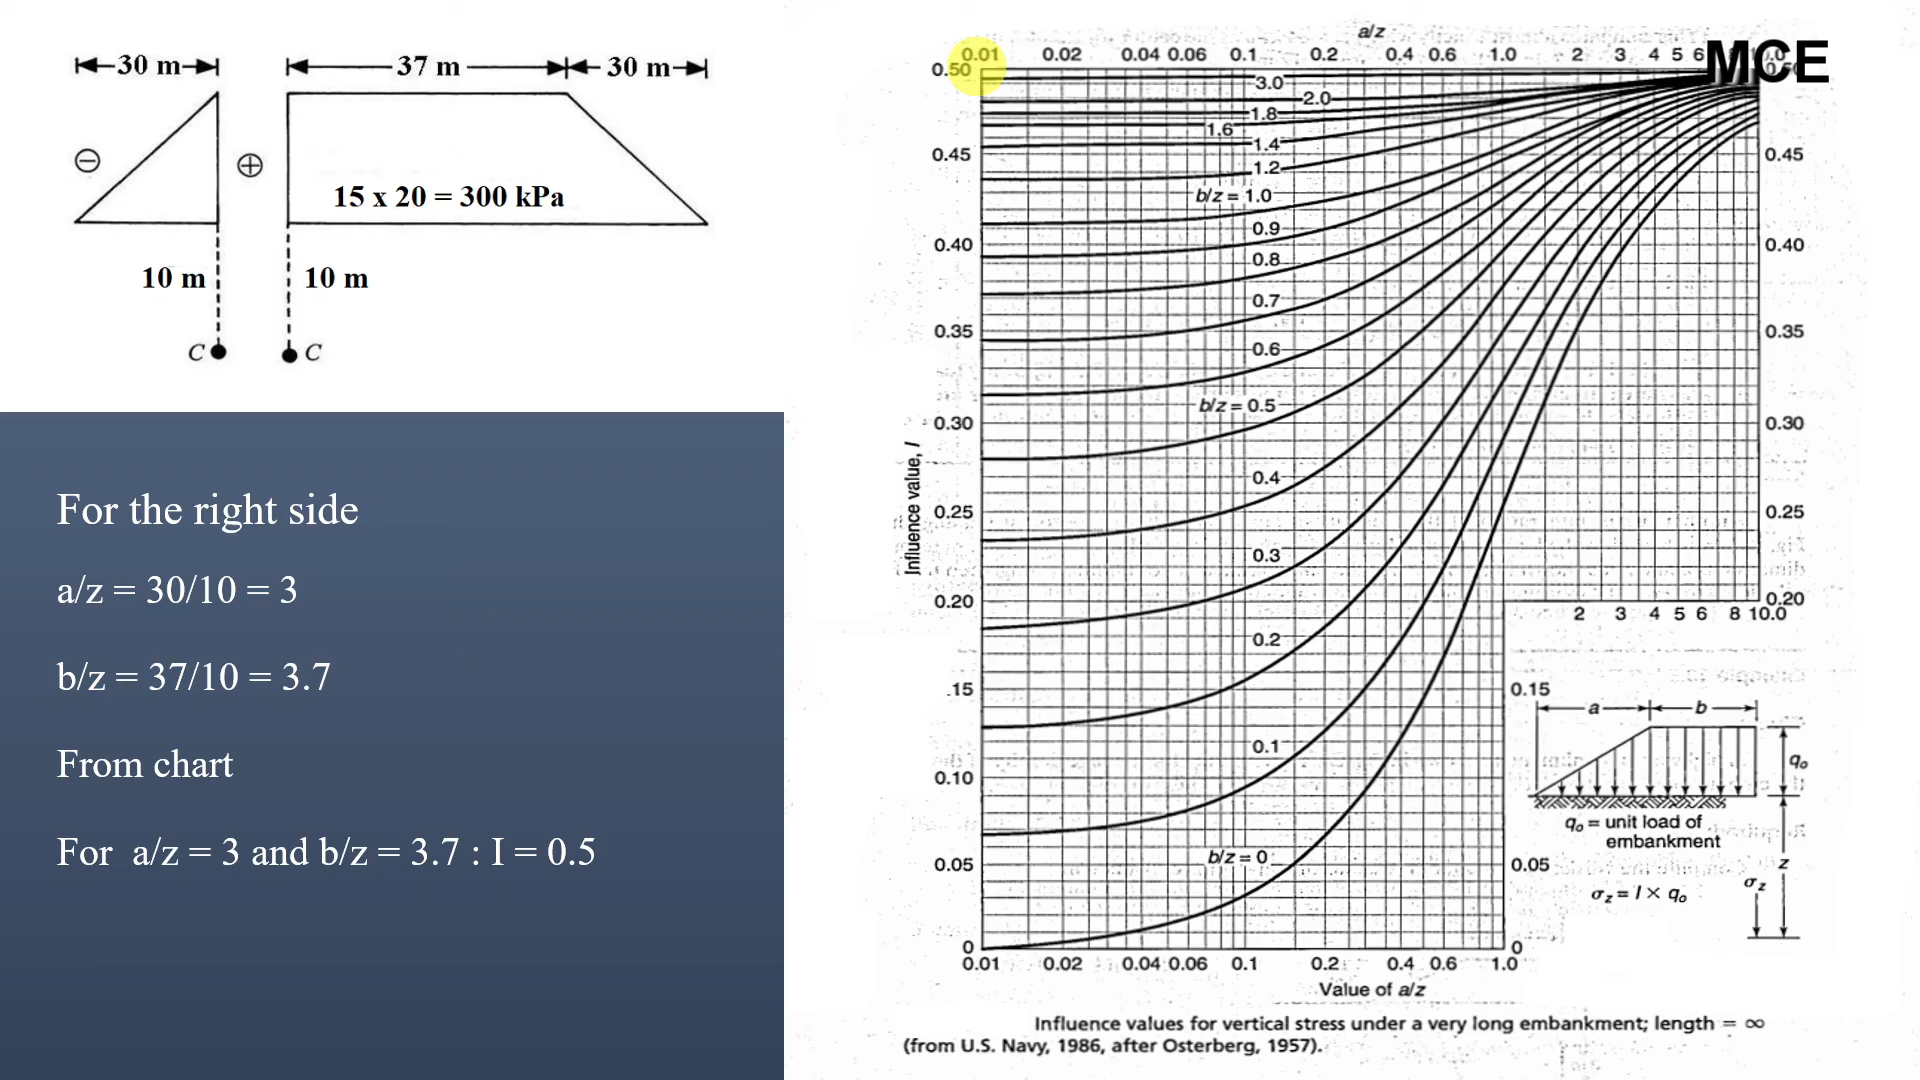 30 m
37 m
30 m
15 x 20 = 300 kPa
10 m
10 m
C
C
For the right side
a/z = 30/10 = 3
b/z = 37/10 = 3.7
From chart
For a/z = 3 and b/z = 3.7 : I = 0.5
MCE
a/z
0.01 0.02 0.04 0.06 0.1 0.2 0.4 0.6 1.0 2 3 4 5 6
0.50
3.0
2.0
1.8
1.6
1.4
0.45
0.45
1.2
b/z = 1.0
0.9
0.40
0.40
0.8
0.7
0.35
0.35
0.6
b/z = 0.5
0.30
0.30
0.4
Influence value, I
0.25
0.25
0.3
0.20
0.20
2 3 4 5 6 8 10.0
0.2
.15
0.15
a
b
0.1
0.10
qo
qo = unit load of
embankment
b/z = 0
0.05
0.05
z
σz
σz = I × qo
0
0
0.01 0.02 0.04 0.06 0.1 0.2 0.4 0.6 1.0
Value of a/z
Influence values for vertical stress under a very long embankment; length = ∞
(from U.S. Navy, 1986, after Osterberg, 1957).